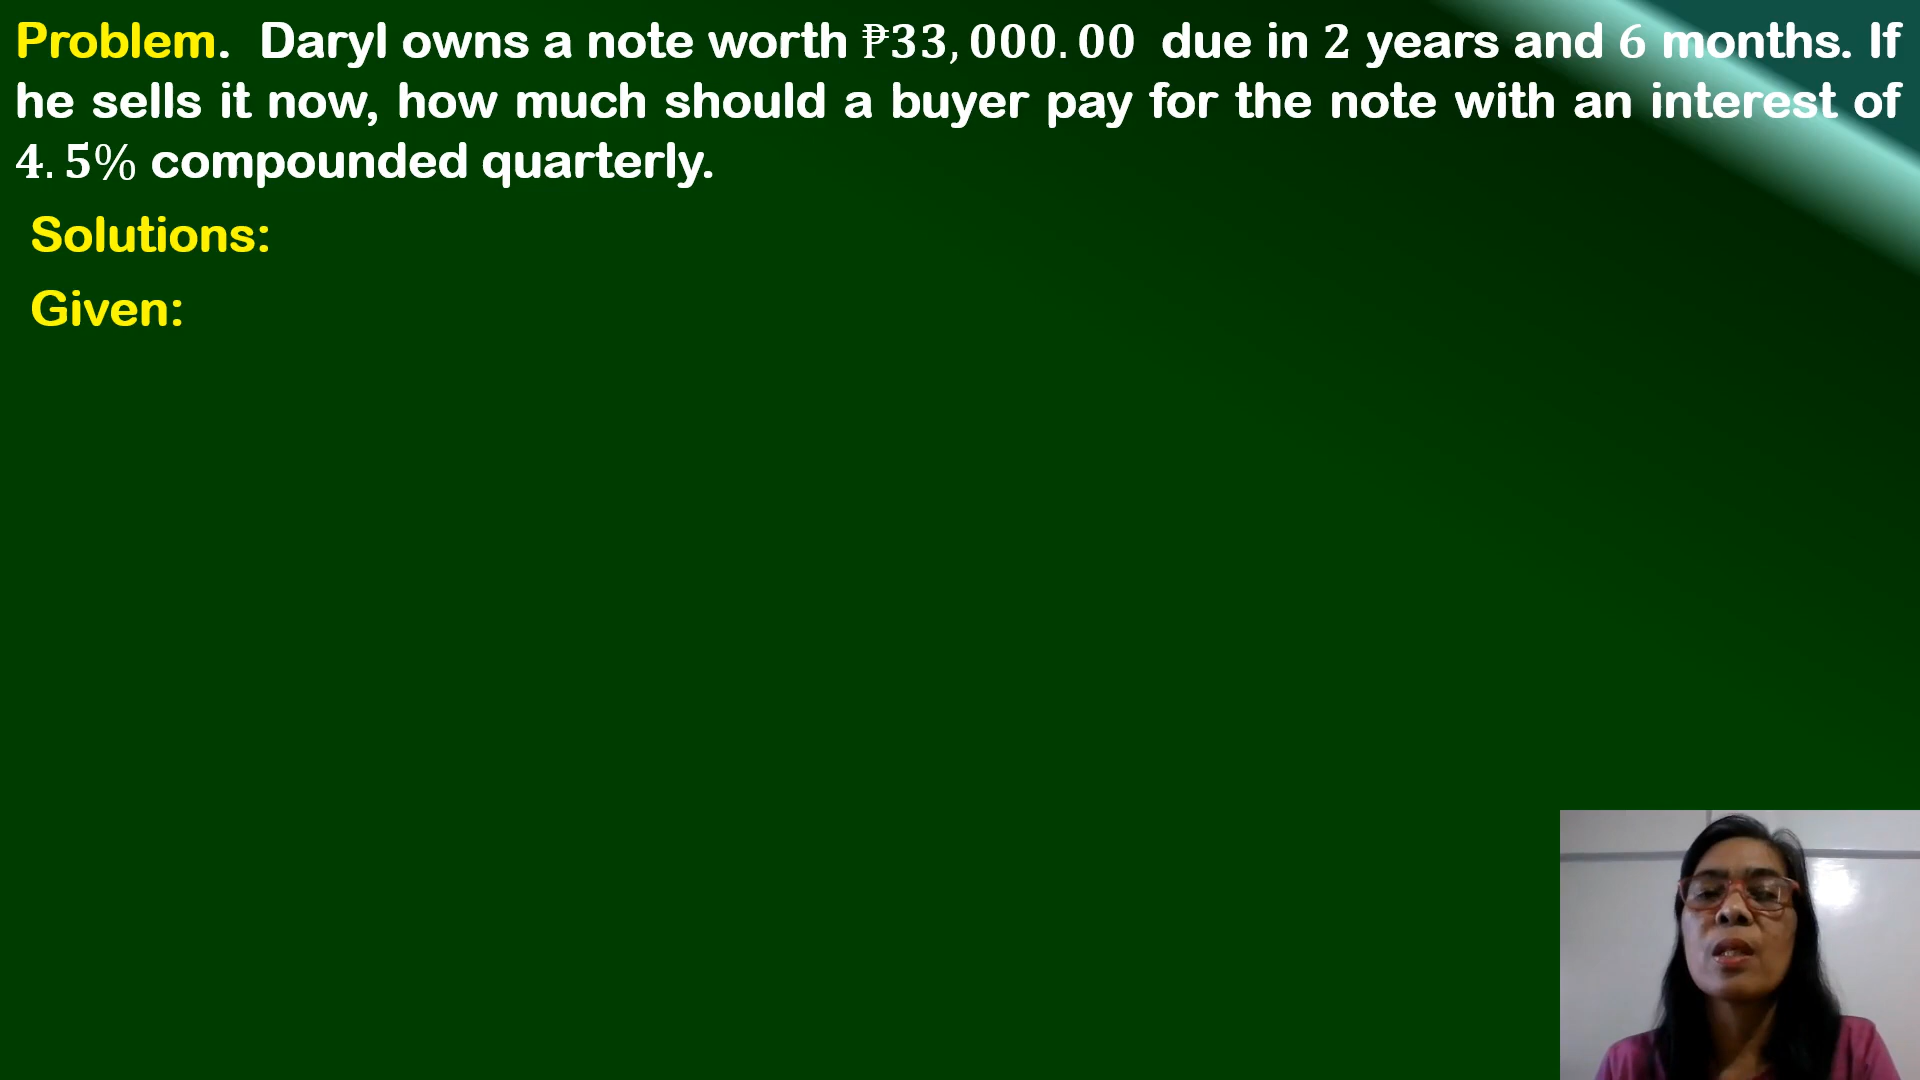 Problem. Daryl owns a note worth ₱33,000.00 due in 2 years and 6 months. If
he sells it now, how much should a buyer pay for the note with an interest of
4.5% compounded quarterly.
Solutions:
Given: